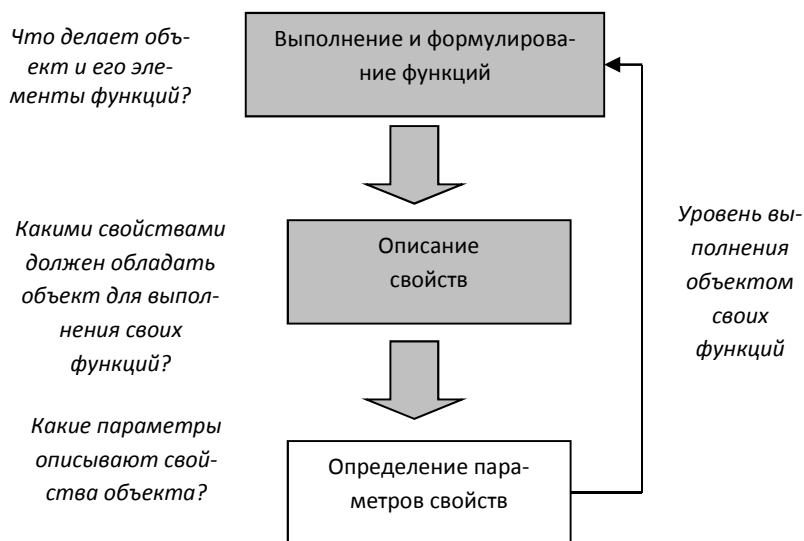 Что делает объ-
ект и его эле-
менты функций?
Выполнение и формулирова-
ние функций
Какими свойствами
должен обладать
объект для выпол-
нения своих
функций?
Описание
свойств
Уровень вы-
полнения
объектом
своих
функций
Какие параметры
описывают свой-
ства объекта?
Определение пара-
метров свойств